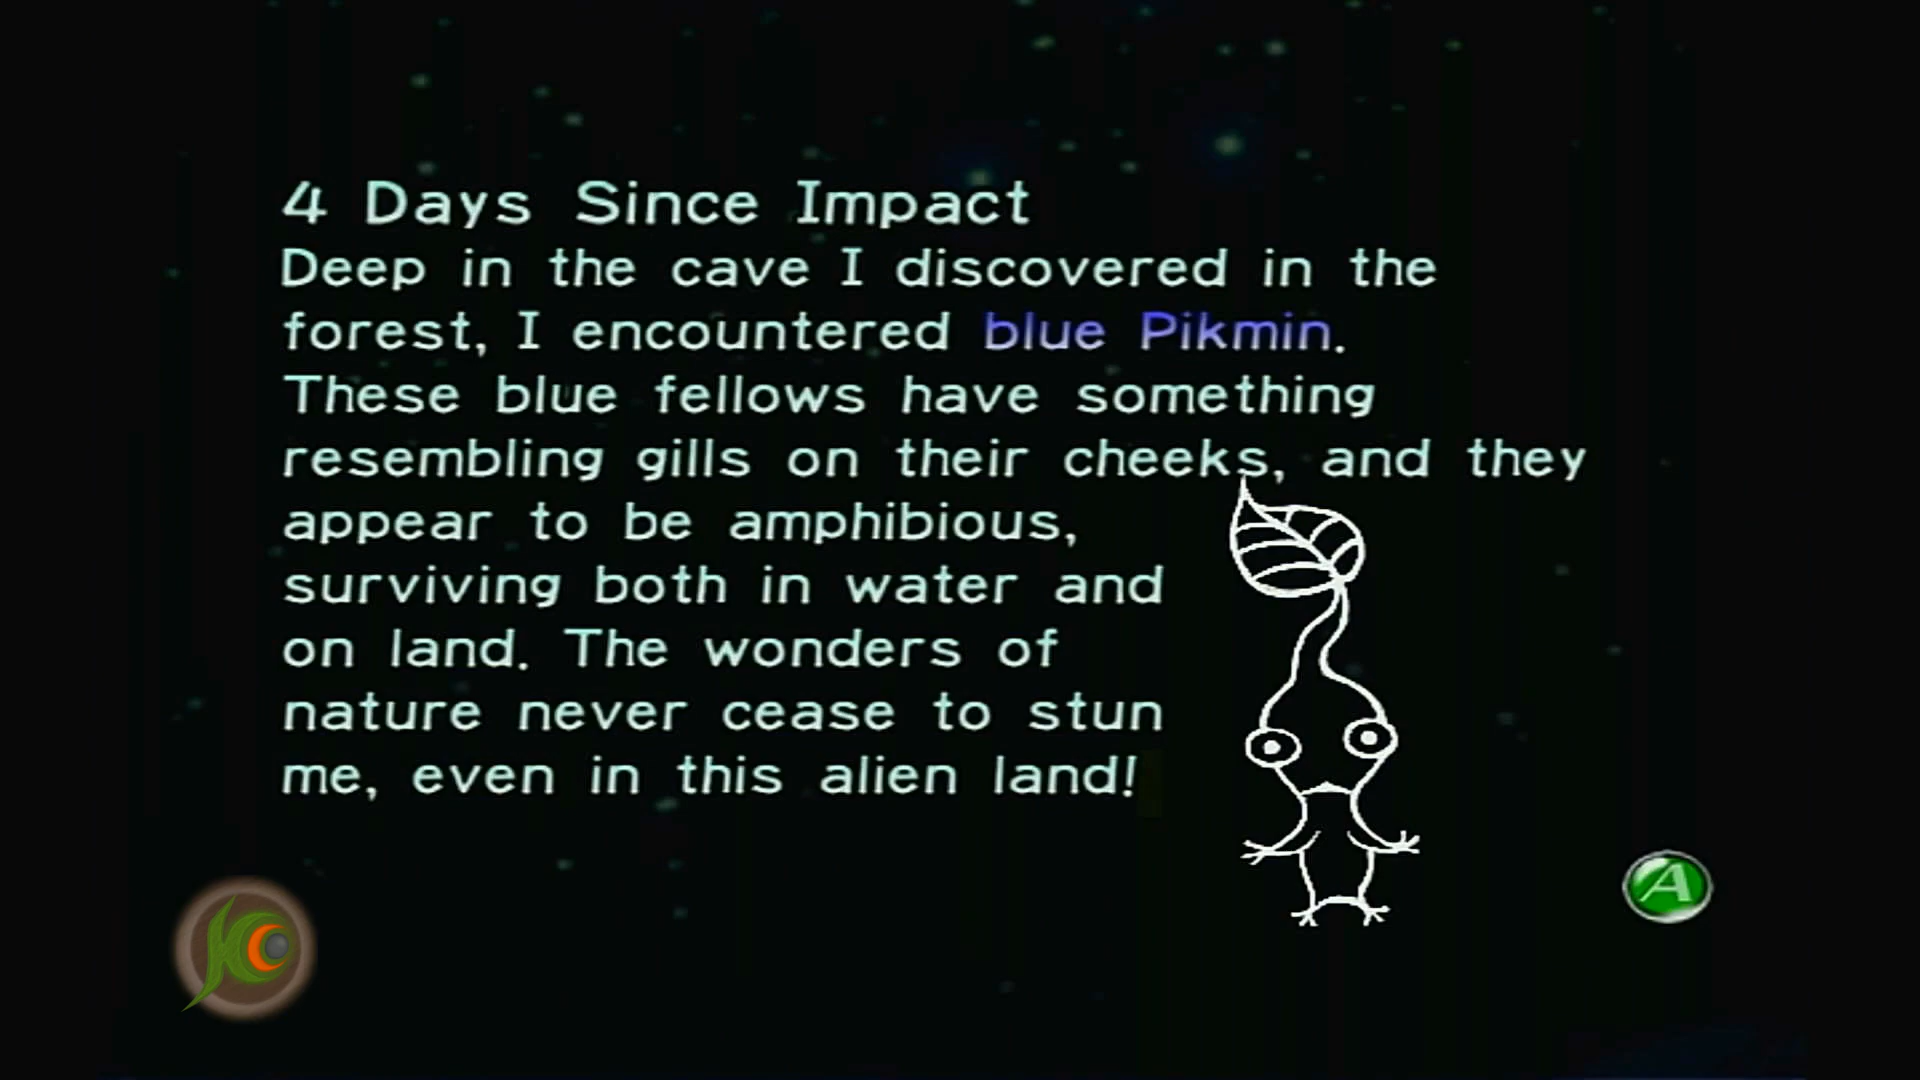 4 Days Since Impact
Deep in the cave I discovered in the
forest, I encountered blue Pikmin.
These blue fellows have something
resembling gills on their cheeks, and they
appear to be amphibious,
surviving both in water and
on land. The wonders of
nature never cease to stun
me, even in this alien land!
A